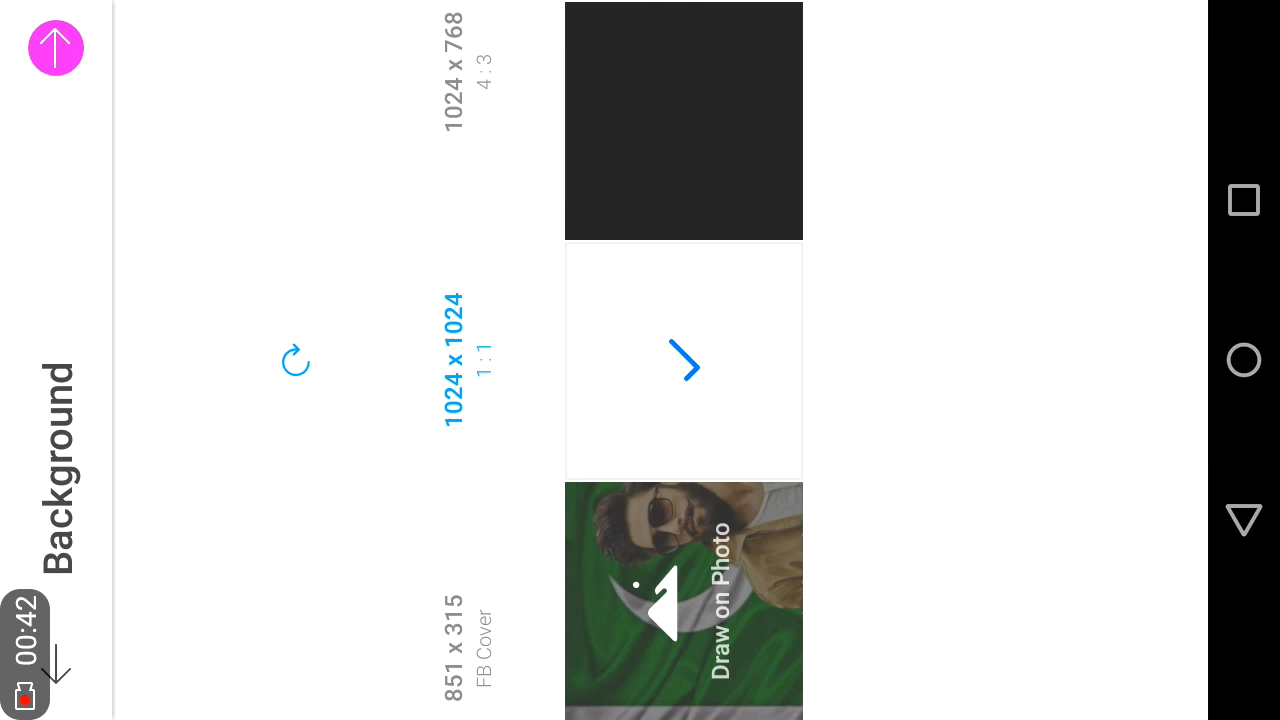 00:42
Background
851 x 315
FB Cover
1024 x 1024
1 : 1
1024 x 768
4 : 3
Draw on Photo